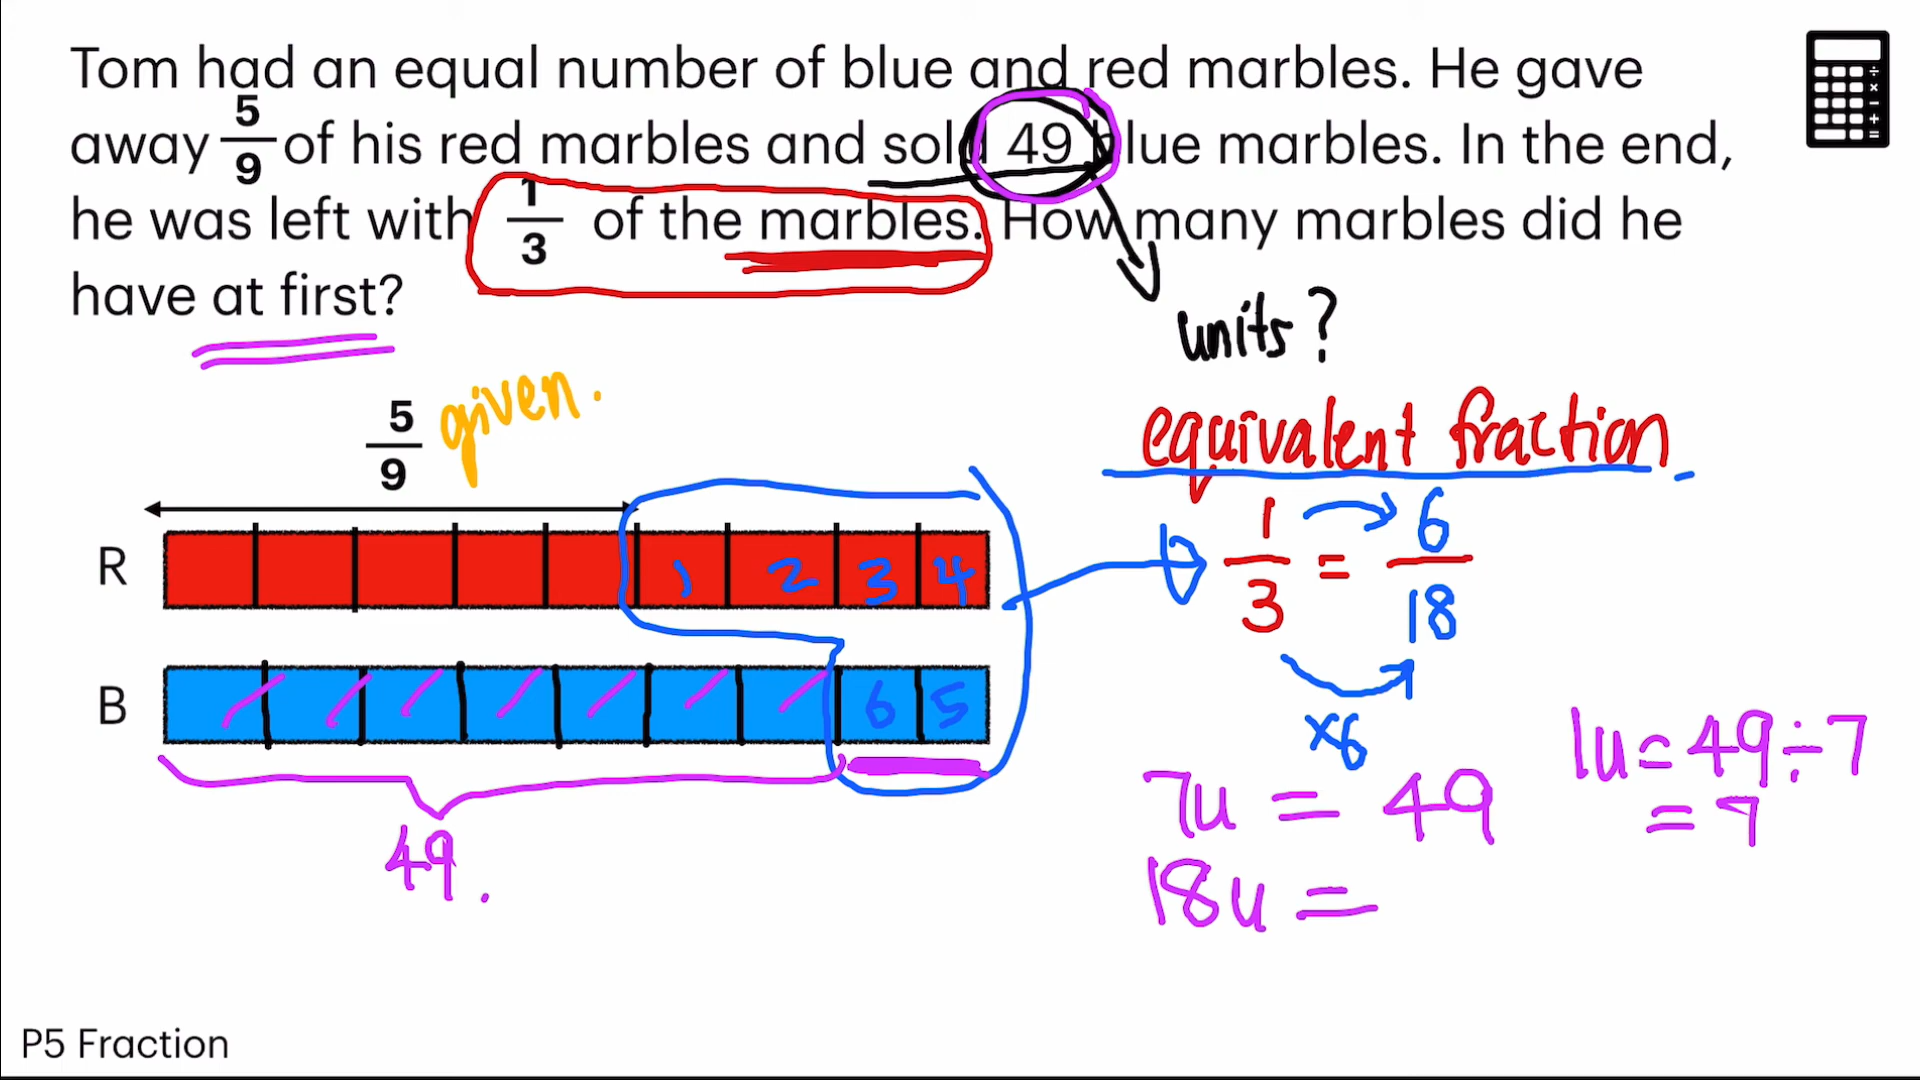 Tom had an equal number of blue and red marbles. He gave
away 5/9 of his red marbles and sold 49 blue marbles. In the end,
he was left with 1/3 of the marbles. How many marbles did he
have at first?
units?
5/9 given.
equivalent fraction
1/3 = 6/18
×6
R 1 2 3 4
B 6 5
49.
7u = 49
1u = 49 ÷ 7
= 7
18u =
P5 Fraction